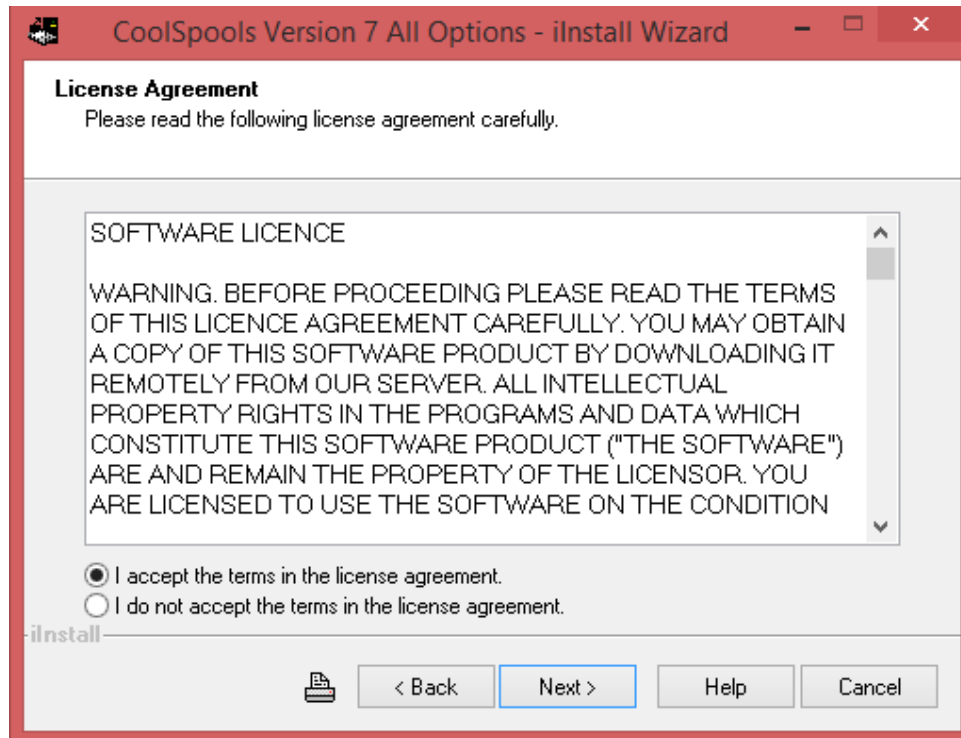 CoolSpools Version 7 All Options - iInstall Wizard
License Agreement
Please read the following license agreement carefully.
SOFTWARE LICENCE
WARNING. BEFORE PROCEEDING PLEASE READ THE TERMS
OF THIS LICENCE AGREEMENT CAREFULLY. YOU MAY OBTAIN
A COPY OF THIS SOFTWARE PRODUCT BY DOWNLOADING IT
REMOTELY FROM OUR SERVER. ALL INTELLECTUAL
PROPERTY RIGHTS IN THE PROGRAMS AND DATA WHICH
CONSTITUTE THIS SOFTWARE PRODUCT ("THE SOFTWARE")
ARE AND REMAIN THE PROPERTY OF THE LICENSOR. YOU
ARE LICENSED TO USE THE SOFTWARE ON THE CONDITION
I accept the terms in the license agreement.
I do not accept the terms in the license agreement.
iInstall
< Back Next > Help Cancel